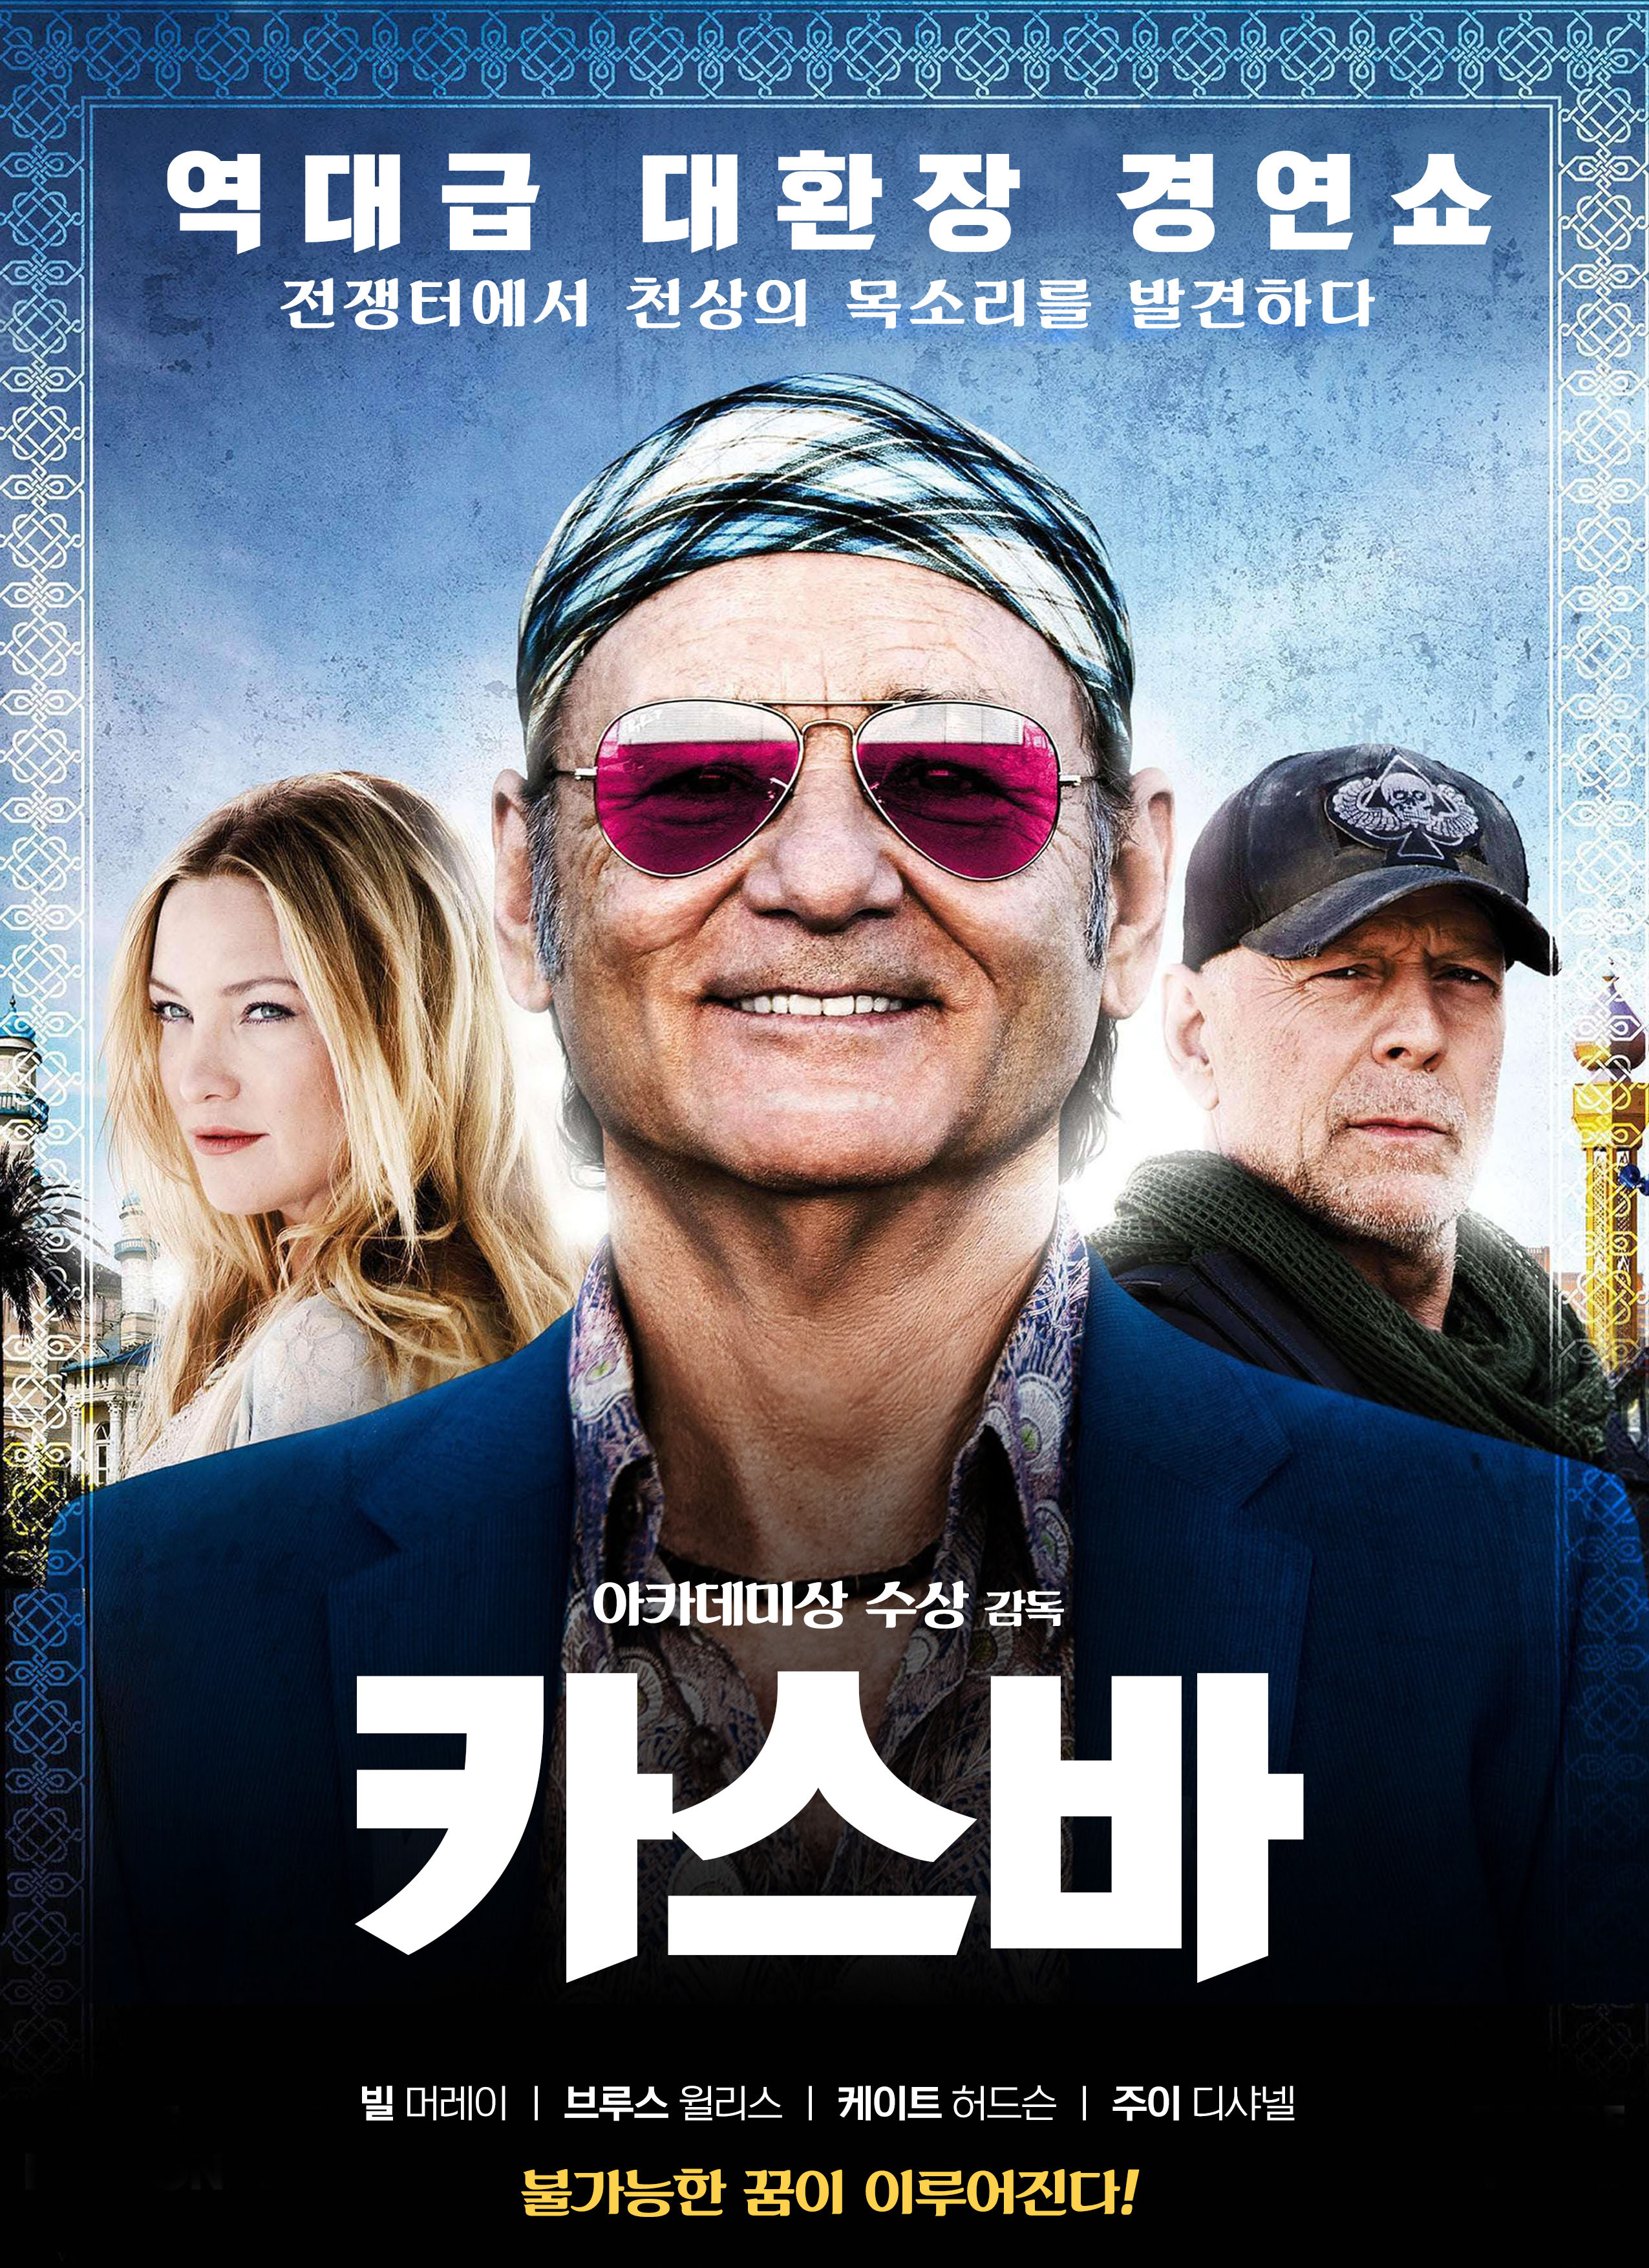 역대급 대환장 경연쇼
전쟁터에서 천상의 목소리를 발견하다
아카데미상 수상 감독
캬스바
빌 머레이 | 브루스 윌리스 | 케이트 허드슨 | 주이 디샤넬
불가능한 꿈이 이루어진다!